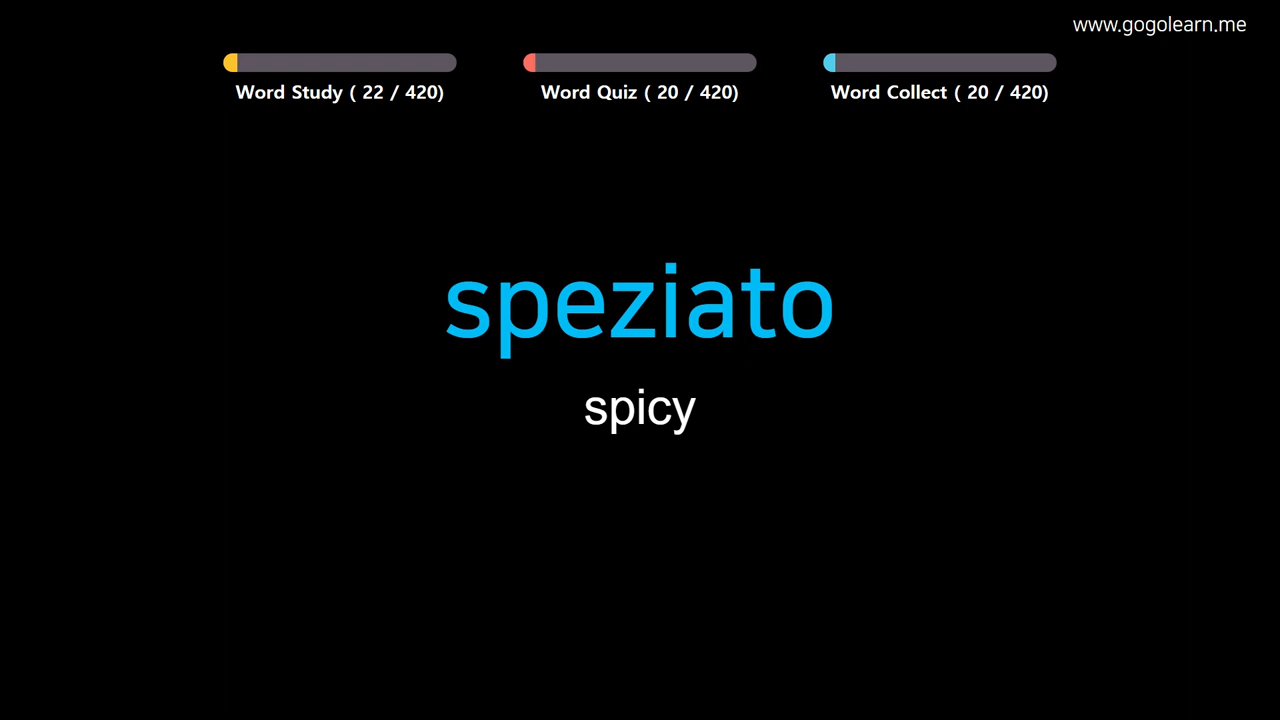 www.gogolearn.me
Word Study ( 22 / 420)
Word Quiz ( 20 / 420)
Word Collect ( 20 / 420)
speziato
spicy